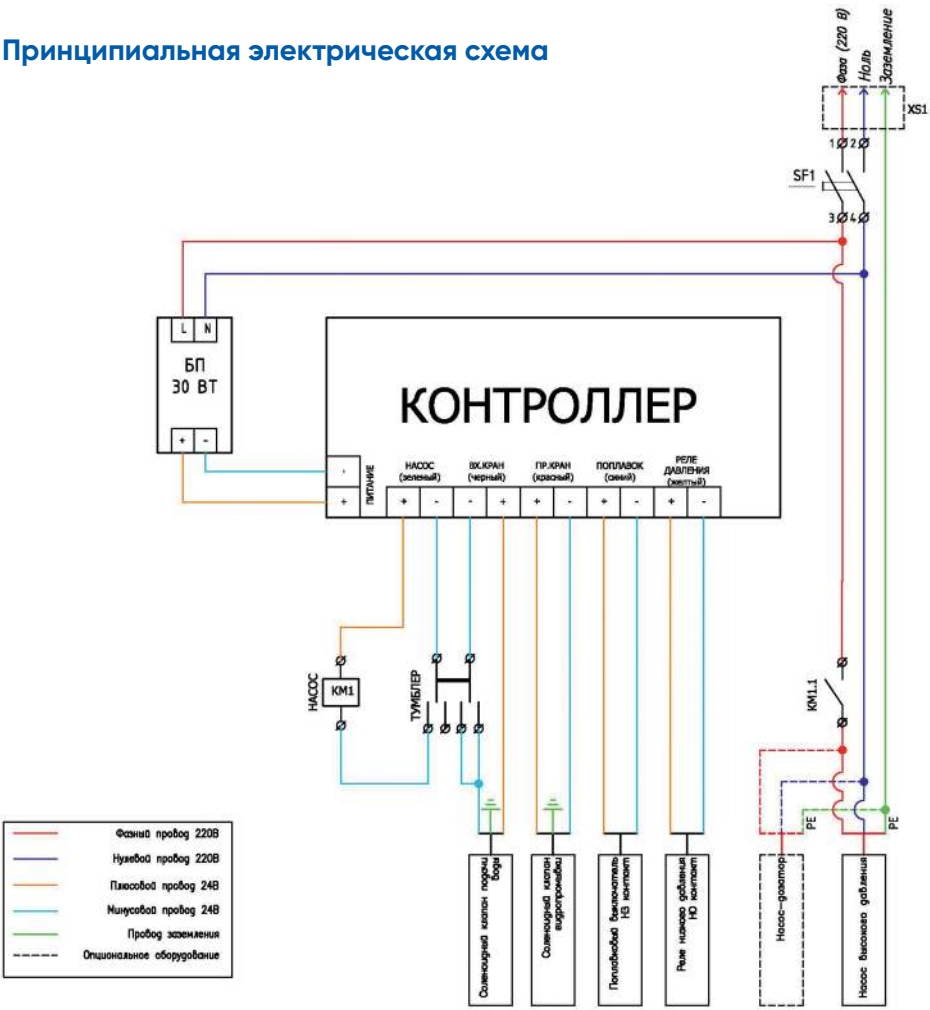 Принципиальная электрическая схема
Фаза (220 В)
Ноль
Заземление
XS1
1
2
SF1
3
4
L
N
БП
30 ВТ
+
-
КОНТРОЛЛЕР
-
+
ПИТАНИЕ
НАСОС
(зеленый)
ВХ.КРАН
(черный)
ПР.КРАН
(красный)
ПОПЛАВОК
(синий)
РЕЛЕ
ДАВЛЕНИЯ
(желтый)
+ - - + + - + - + -
НАСОС
КМ1
ТУМБЛЕР
КМ1.1
PE
PE
Фазный провод 220В
Нулевой провод 220В
Плюсовой провод 24В
Минусовой провод 24В
Провод заземления
Опциональное оборудование
Соленоидный клапан подачи
воды
Соленоидный клапан
гидропромывки
Поплавковый выключатель
НЗ контакт
Реле низкого давления
НО контакт
Насос-дозатор
Насос высокого давления